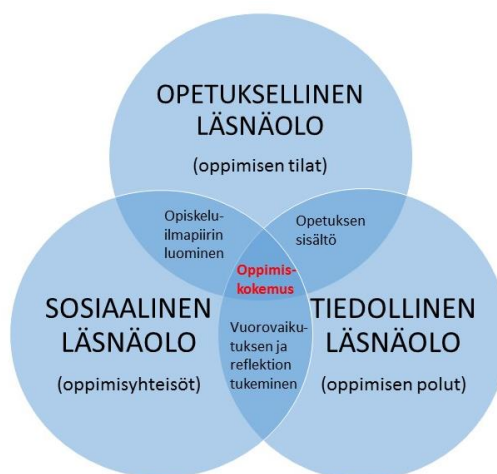 OPETUKSELLINEN
LÄSNÄOLO
(oppimisen tilat)
Opiskelu-
ilmapiirin
luominen
Opetuksen
sisältö
Oppimis-
kokemus
SOSIAALINEN
LÄSNÄOLO
(oppimisyhteisöt)
Vuorovaiku-
tuksen ja
reflektion
tukeminen
TIEDOLLINEN
LÄSNÄOLO
(oppimisen polut)